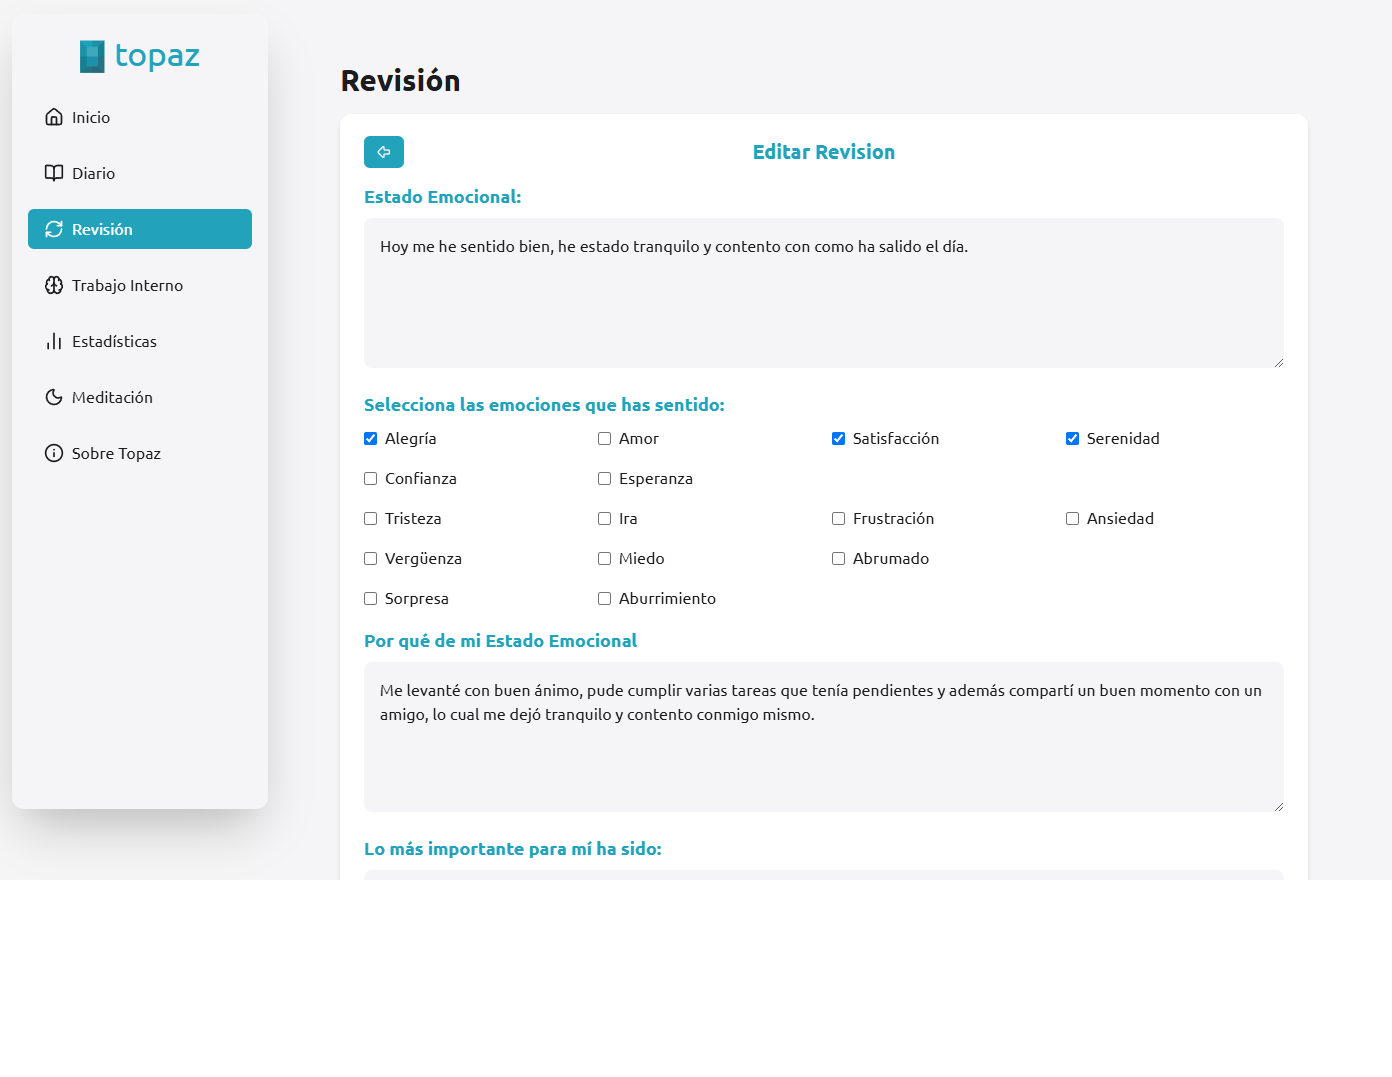 topaz
Inicio
Diario
Revisión
Trabajo Interno
Estadísticas
Meditación
Sobre Topaz
Revisión
Editar Revision
Estado Emocional:
Hoy me he sentido bien, he estado tranquilo y contento con como ha salido el día.
Selecciona las emociones que has sentido:
Alegría Amor Satisfacción Serenidad
Confianza Esperanza
Tristeza Ira Frustración Ansiedad
Vergüenza Miedo Abrumado
Sorpresa Aburrimiento
Por qué de mi Estado Emocional
Me levanté con buen ánimo, pude cumplir varias tareas que tenía pendientes y además compartí un buen momento con un
amigo, lo cual me dejó tranquilo y contento conmigo mismo.
Lo más importante para mí ha sido: